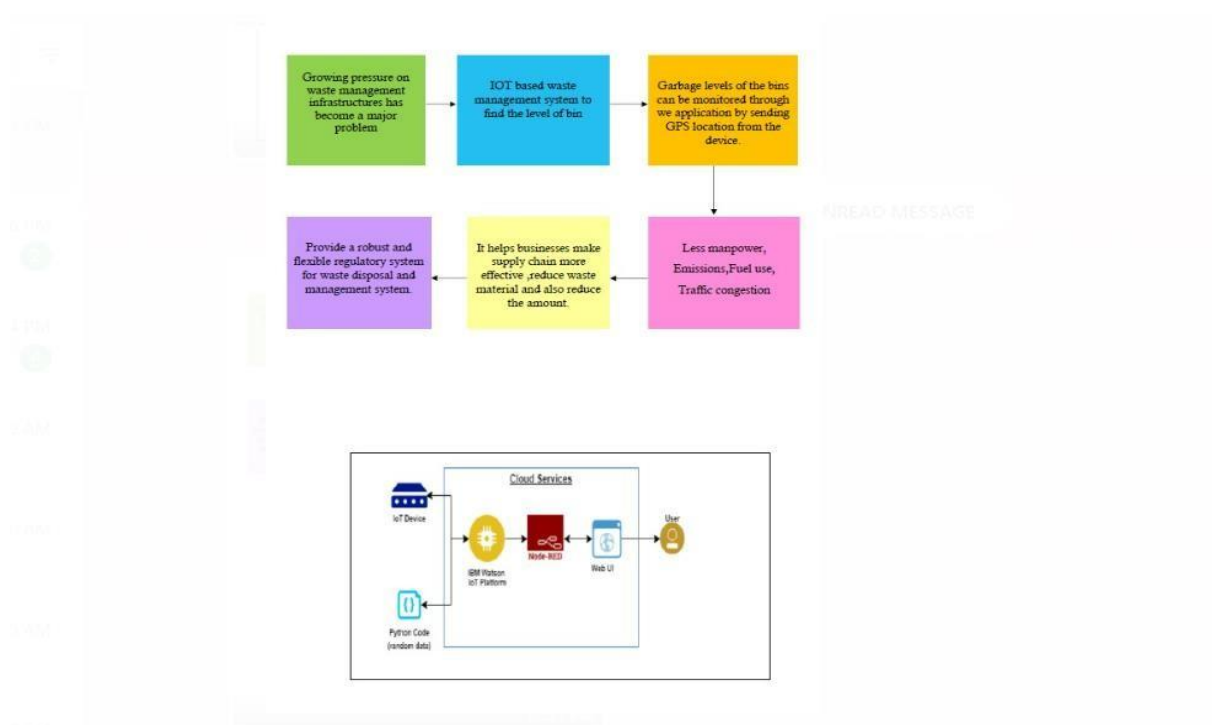 Growing pressure on
waste management
infrastructures has
become a major
problem
IOT based waste
management system to
find the level of bin
Garbage levels of the bins
can be monitored through
we application by sending
GPS location from the
device.
NREAD MESSAGE
Provide a robust and
flexible regulatory system
for waste disposal and
management system.
It helps businesses make
supply chain more
effective ,reduce waste
material and also reduce
the amount.
Less manpower,
Emissions,Fuel use,
Traffic congestion
4 PM
Cloud Services
IoT Device
IBM Watson
IoT Platform
Node-RED
Web UI
User
Python Code
(random data)